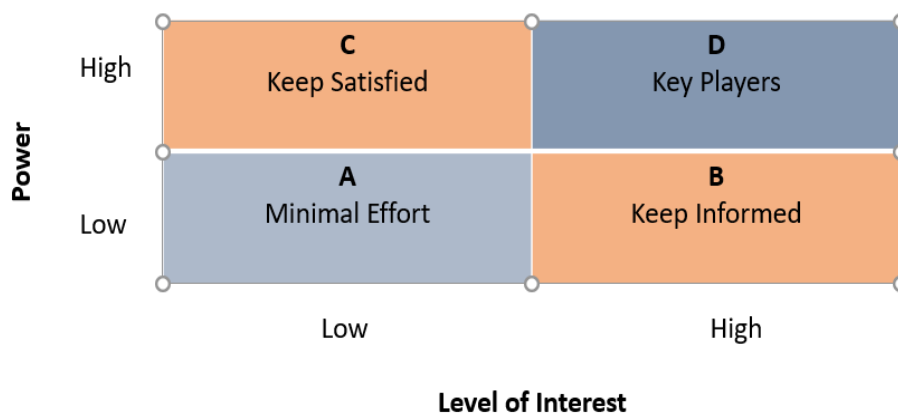 Power
High
C
Keep Satisfied
D
Key Players
Low
A
Minimal Effort
B
Keep Informed
Low
High
Level of Interest